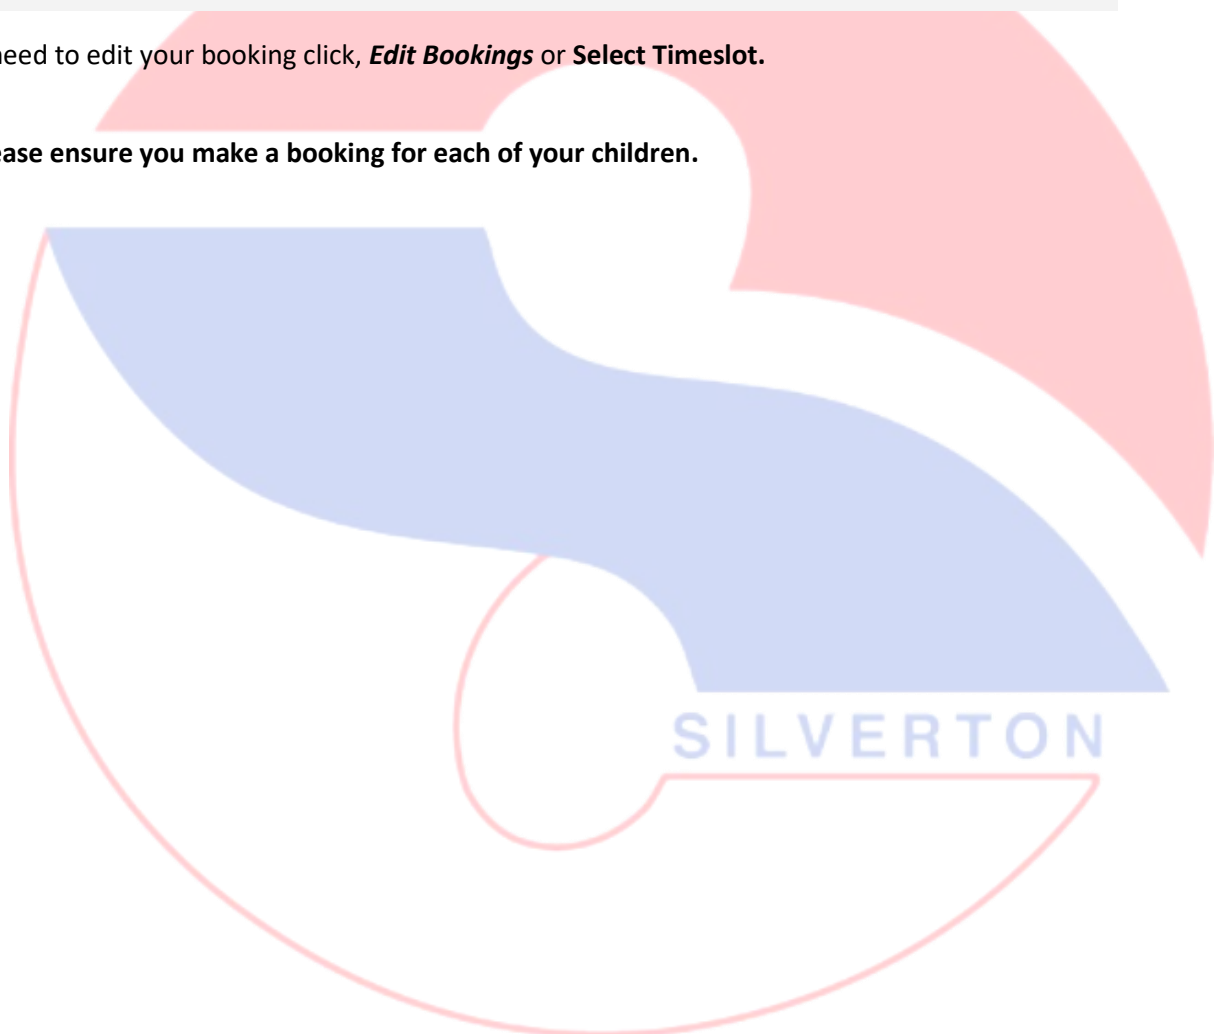 need to edit your booking click, Edit Bookings or Select Timeslot.
ease ensure you make a booking for each of your children.
SILVERTON